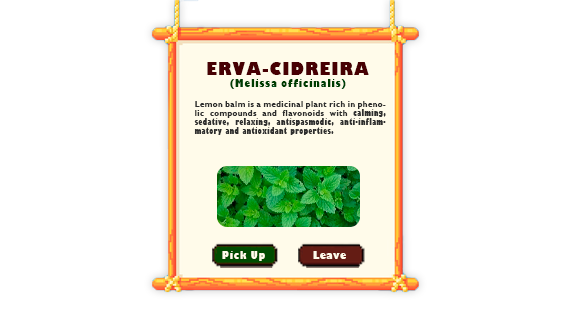 ERVA-CIDREIRA
(Melissa officinalis)
Lemon balm is a medicinal plant rich in pheno-
lic compounds and flavonoids with calming,
sedative, relaxing, antispasmodic, anti-inflam-
matory and antioxidant properties.
Pick Up
Leave